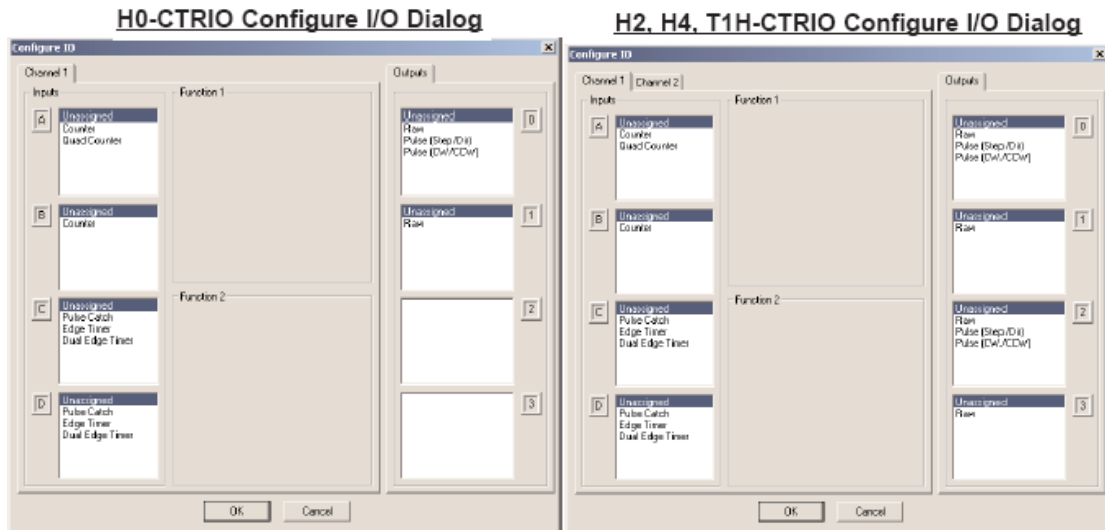 H0-CTRIO Configure I/O Dialog
Configure IO
Channel 1
Outputs
Inputs
Function 1
A
Unassigned
Counter
Quad Counter
Unassigned
Raw
Pulse (Step/Dir)
Pulse (CW/CCW)
0
B
Unassigned
Counter
Unassigned
Raw
1
Function 2
C
Unassigned
Pulse Catch
Edge Timer
Dual Edge Timer
2
D
Unassigned
Pulse Catch
Edge Timer
Dual Edge Timer
3
OK
Cancel
H2, H4, T1H-CTRIO Configure I/O Dialog
Configure IO
Channel 1
Channel 2
Outputs
Inputs
Function 1
A
Unassigned
Counter
Quad Counter
Unassigned
Raw
Pulse (Step/Dir)
Pulse (CW/CCW)
0
B
Unassigned
Counter
Unassigned
Raw
1
Function 2
C
Unassigned
Pulse Catch
Edge Timer
Dual Edge Timer
Unassigned
Raw
Pulse (Step/Dir)
Pulse (CW/CCW)
2
D
Unassigned
Pulse Catch
Edge Timer
Dual Edge Timer
Unassigned
Raw
3
OK
Cancel